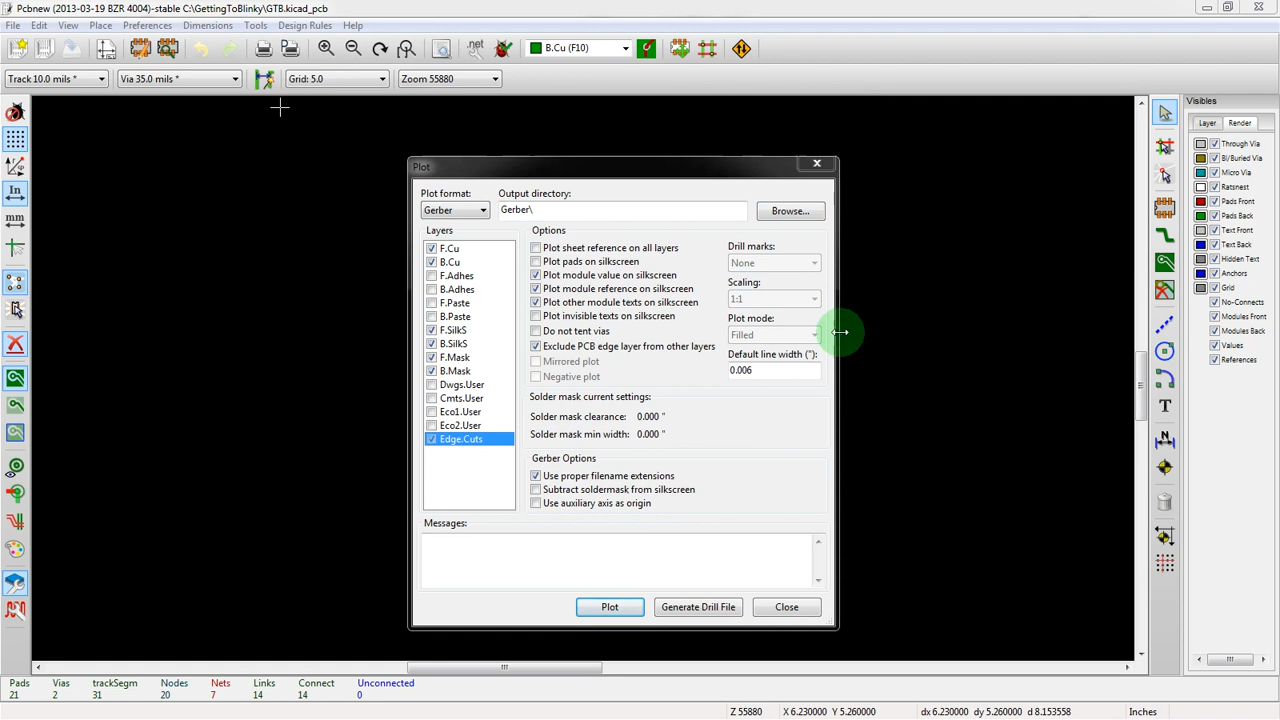 Pcbnew (2013-03-19 BZR 4004)-stable C:\GettingToBlinky\GTB.kicad_pcb
File Edit View Place Preferences Dimensions Tools Design Rules Help
.net B.Cu (F10)
Track 10.0 mils * Via 35.0 mils * Grid: 5.0 Zoom 55880
Visibles
Layer Render
Through Via
Bl/Buried Via
Micro Via
Ratsnest
Pads Front
Pads Back
Text Front
Text Back
Hidden Text
Anchors
Grid
No-Connects
Modules Front
Modules Back
Values
References
In
mm
T
N
Plot
Plot format: Output directory:
Gerber Gerber\ Browse...
Layers
F.Cu
B.Cu
F.Adhes
B.Adhes
F.Paste
B.Paste
F.SilkS
B.SilkS
F.Mask
B.Mask
Dwgs.User
Cmts.User
Eco1.User
Eco2.User
Edge.Cuts
Options
Plot sheet reference on all layers
Plot pads on silkscreen
Plot module value on silkscreen
Plot module reference on silkscreen
Plot other module texts on silkscreen
Plot invisible texts on silkscreen
Do not tent vias
Exclude PCB edge layer from other layers
Mirrored plot
Negative plot
Drill marks:
None
Scaling:
1:1
Plot mode:
Filled
Default line width ("):
0.006
Solder mask current settings:
Solder mask clearance: 0.000 "
Solder mask min width: 0.000 "
Gerber Options
Use proper filename extensions
Subtract soldermask from silkscreen
Use auxiliary axis as origin
Messages:
Plot Generate Drill File Close
Pads Vias trackSegm Nodes Nets Links Connect Unconnected
21 2 31 20 7 14 14 0
Z 55880 X 6.230000 Y 5.260000 dx 6.230000 dy 5.260000 d 8.153558 Inches